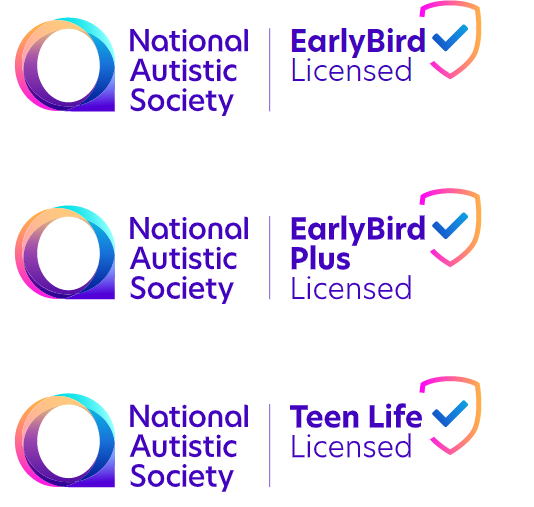 National
Autistic
Society
EarlyBird
Licensed
National
Autistic
Society
EarlyBird
Plus
Licensed
National
Autistic
Society
Teen Life
Licensed